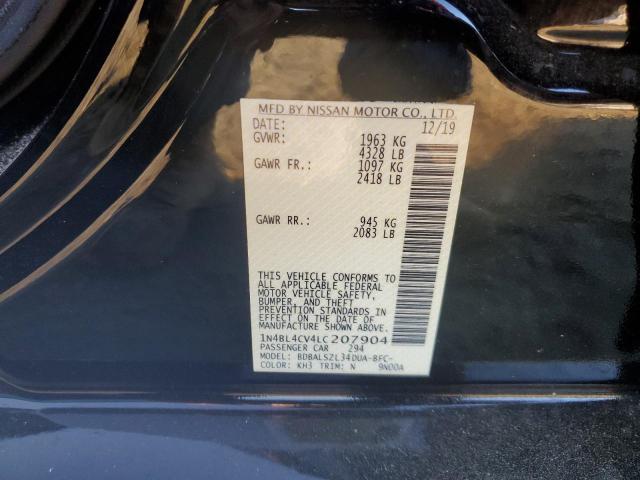 MFD BY NISSAN MOTOR CO., LTD.
DATE: 12/19
GVWR: 1963 KG
4328 LB
GAWR FR.: 1097 KG
2418 LB
GAWR RR.: 945 KG
2083 LB
THIS VEHICLE CONFORMS TO
ALL APPLICABLE FEDERAL
MOTOR VEHICLE SAFETY,
BUMPER, AND THEFT
PREVENTION STANDARDS
IN EFFECT ON THE DATE OF
MANUFACTURE SHOWN ABOVE.
1N4BL4CV4LC207904
PASSENGER CAR 294
MODEL: BDBALSZL34DUA-8FC-
COLOR: KH3 TRIM: N 9N00A